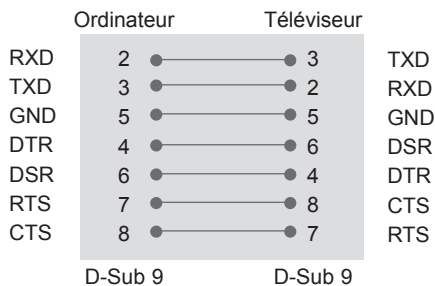 Ordinateur Téléviseur
RXD 2 3 TXD
TXD 3 2 RXD
GND 5 5 GND
DTR 4 6 DSR
DSR 6 4 DTR
RTS 7 8 CTS
CTS 8 7 RTS
D-Sub 9 D-Sub 9